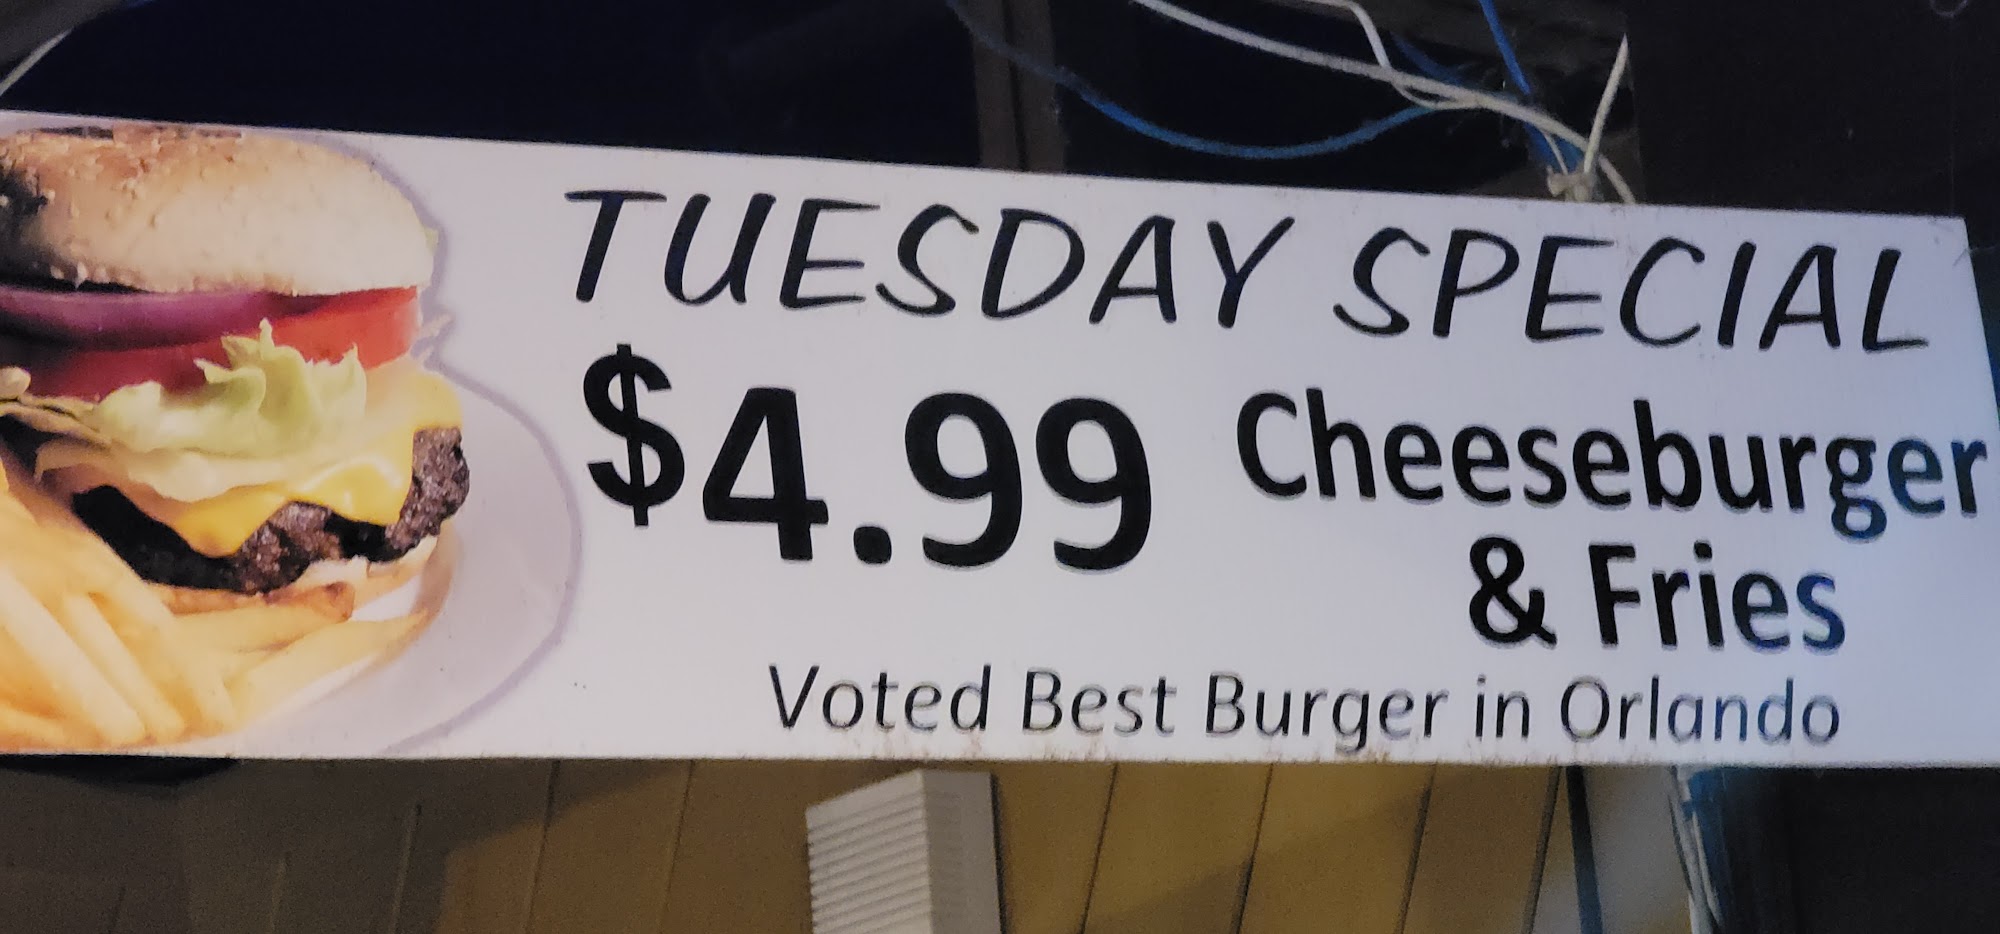 TUESDAY SPECIAL
$4.99 Cheeseburger
& Fries
Voted Best Burger in Orlando